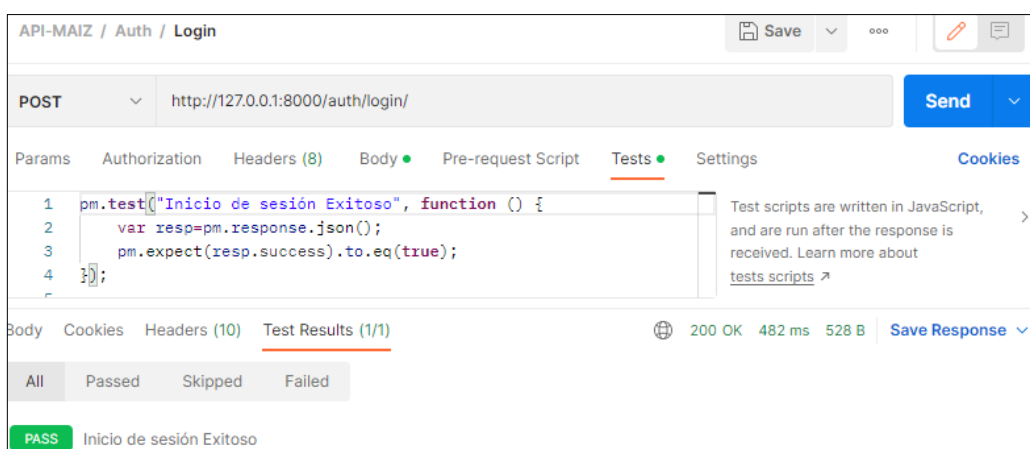 API-MAIZ / Auth / Login
Save
POST
http://127.0.0.1:8000/auth/login/
Send
Params Authorization Headers (8) Body Pre-request Script Tests Settings Cookies
1 pm.test("Inicio de sesión Exitoso", function () {
2 var resp=pm.response.json();
3 pm.expect(resp.success).to.eq(true);
4 });
Test scripts are written in JavaScript,
and are run after the response is
received. Learn more about
tests scripts ↗
Body Cookies Headers (10) Test Results (1/1) 200 OK 482 ms 528 B Save Response
All Passed Skipped Failed
PASS Inicio de sesión Exitoso